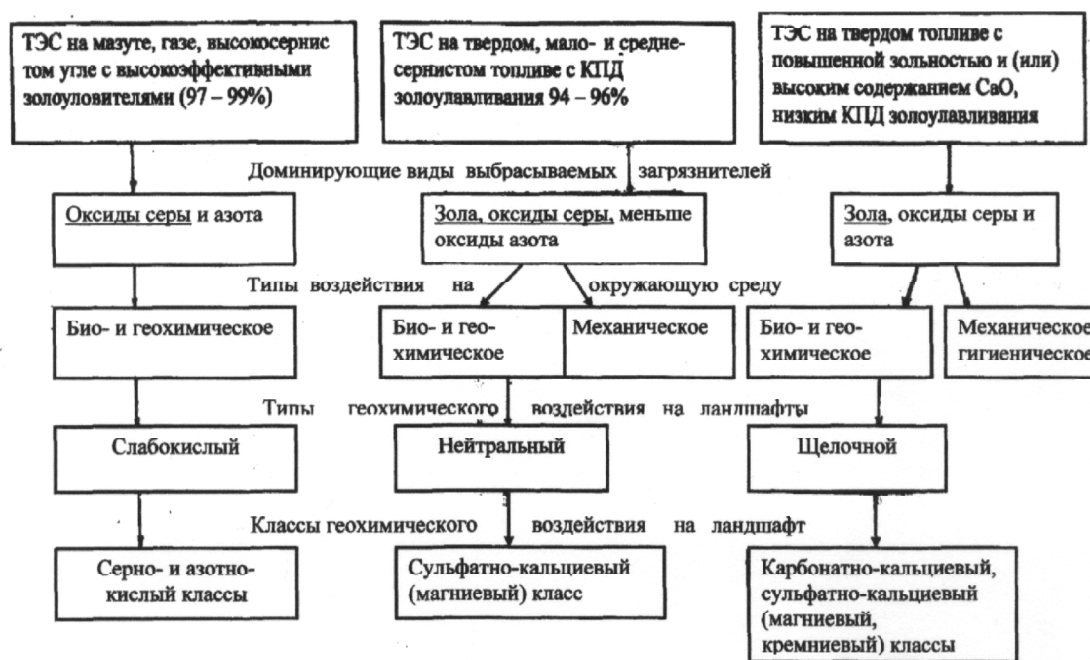 ТЭС на мазуте, газе, высокосернис
том угле с высокоэффективными
золоуловителями (97 – 99%)
ТЭС на твердом, мало- и средне-
сернистом топливе с КПД
золоулавливания 94 – 96%
ТЭС на твердом топливе с
повышенной зольностью и (или)
высоким содержанием CaO,
низким КПД золоулавливания
Доминирующие виды выбрасываемых загрязнителей
Оксиды серы и азота
Зола, оксиды серы, меньше
оксиды азота
Зола, оксиды серы и
азота
Типы воздействия на окружающую среду
Био- и геохимическое
Био- и гео-
химическое
Механическое
Био- и гео-
химическое
Механическое
гигиеническое
Типы геохимического воздействия на ландшафты
Слабокислый
Нейтральный
Щелочной
Классы геохимического воздействия на ландшафт
Серно- и азотно-
кислый классы
Сульфатно-кальциевый
(магниевый) класс
Карбонатно-кальциевый,
сульфатно-кальциевый
(магниевый,
кремниевый) классы